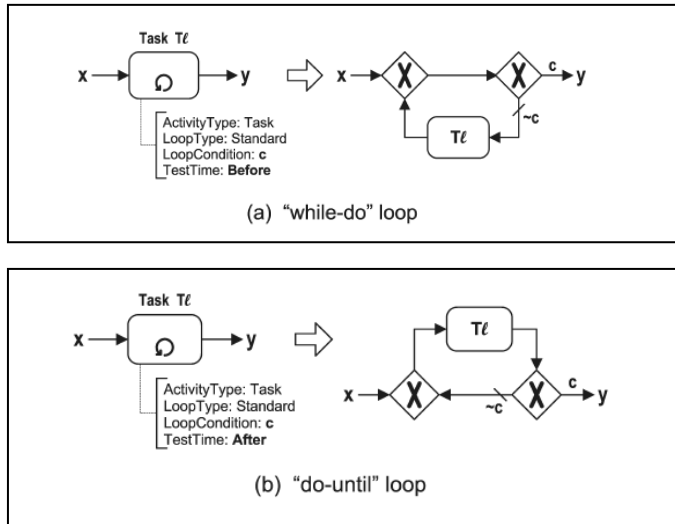 Task Tℓ
x y x X X c y
~c
Tℓ
ActivityType: Task
LoopType: Standard
LoopCondition: c
TestTime: Before
(a) “while-do” loop
Task Tℓ
Tℓ
x y x X X c y
~c
ActivityType: Task
LoopType: Standard
LoopCondition: c
TestTime: After
(b) “do-until” loop